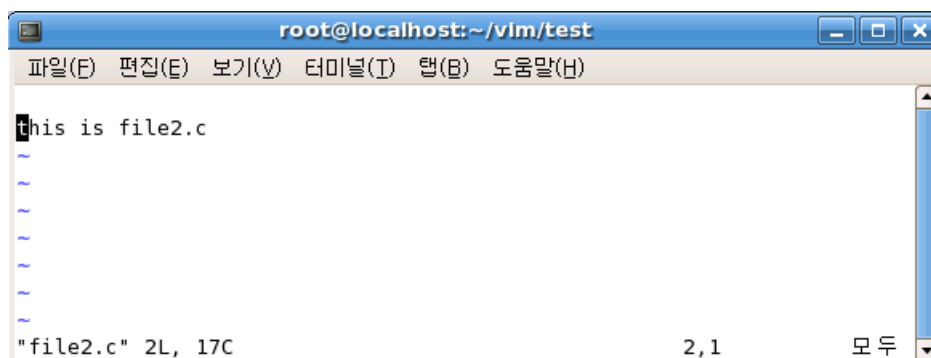 root@localhost:~/vim/test
파일(F) 편집(E) 보기(V) 터미널(T) 탭(B) 도움말(H)
this is file2.c
~
~
~
~
~
~
~
"file2.c" 2L, 17C 2,1 모두